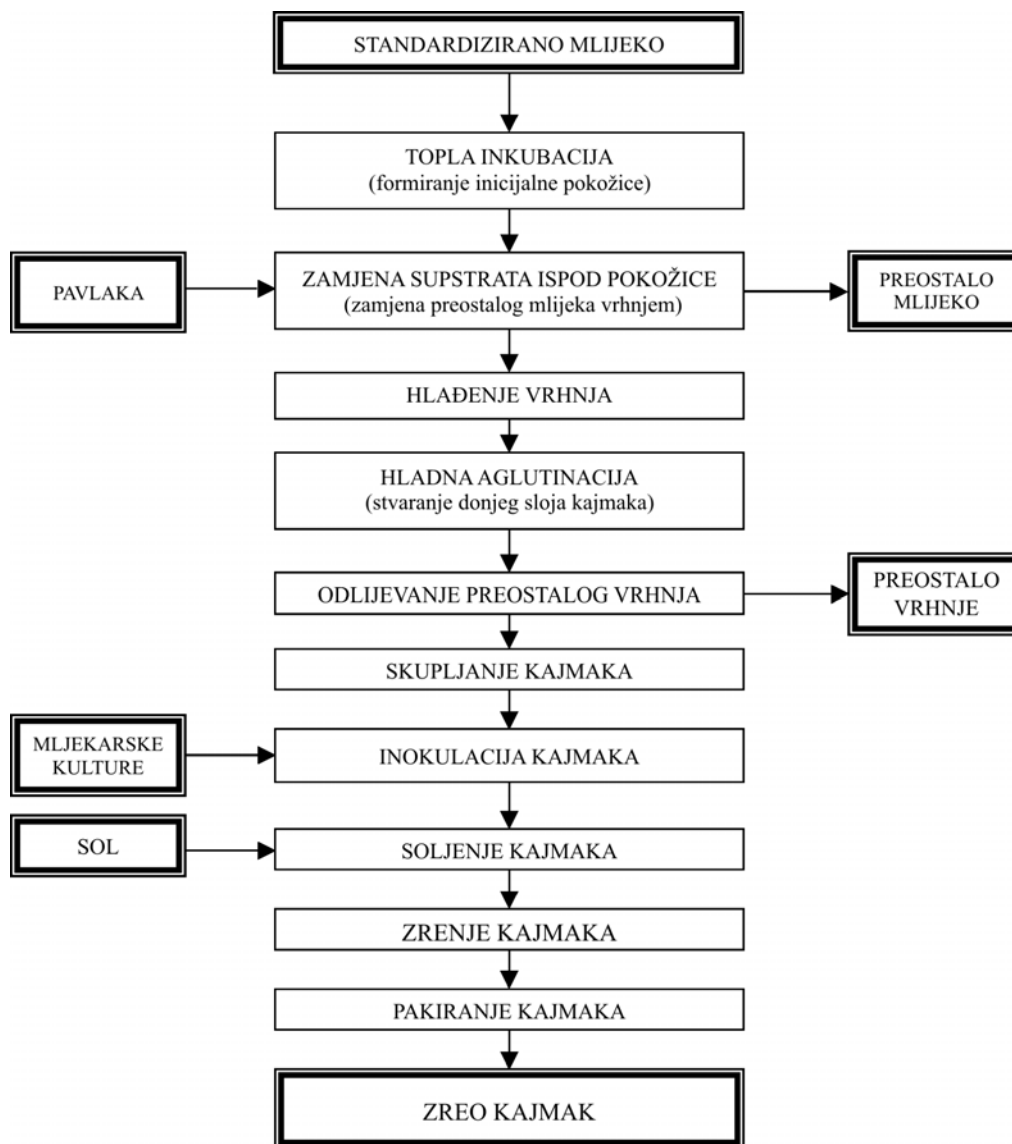 STANDARDIZIRANO MLIJEKO
TOPLA INKUBACIJA
(formiranje inicijalne pokožice)
PAVLAKA
ZAMJENA SUPSTRATA ISPOD POKOŽICE
(zamjena preostalog mlijeka vrhnjem)
PREOSTALO
MLIJEKO
HLAĐENJE VRHNJA
HLADNA AGLUTINACIJA
(stvaranje donjeg sloja kajmaka)
ODLIJEVANJE PREOSTALOG VRHNJA
PREOSTALO
VRHNJE
SKUPLJANJE KAJMAKA
MLJEKARSKE
KULTURE
INOKULACIJA KAJMAKA
SOL
SOLJENJE KAJMAKA
ZRENJE KAJMAKA
PAKIRANJE KAJMAKA
ZREO KAJMAK